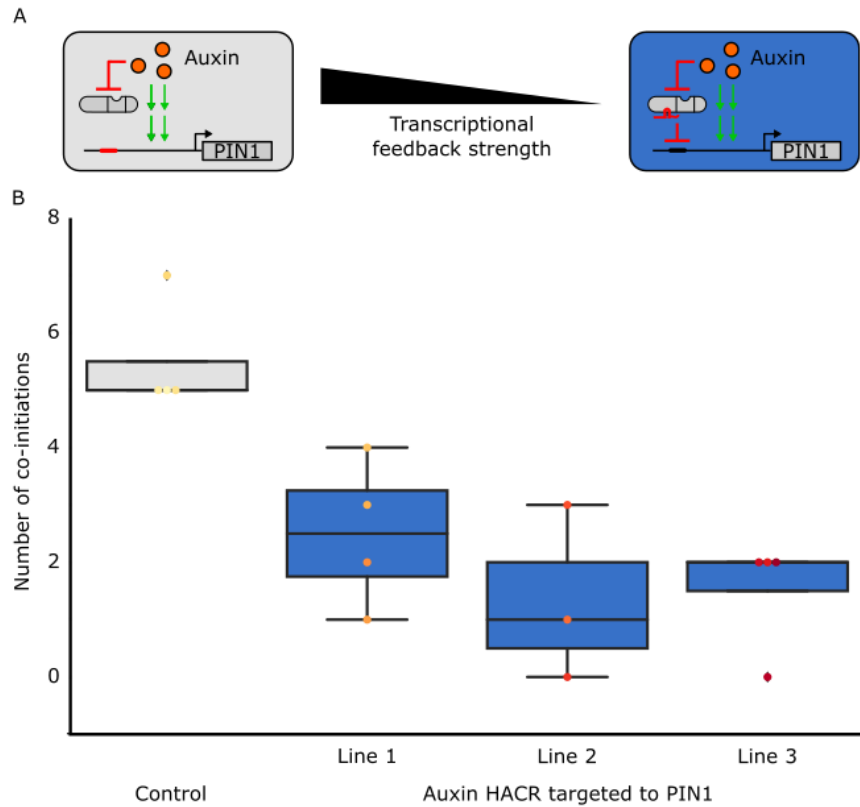 A
Auxin
PIN1
Transcriptional
feedback strength
Auxin
PIN1
B
Number of co-initiations
8
6
4
2
0
Line 1
Line 2
Line 3
Control
Auxin HACR targeted to PIN1